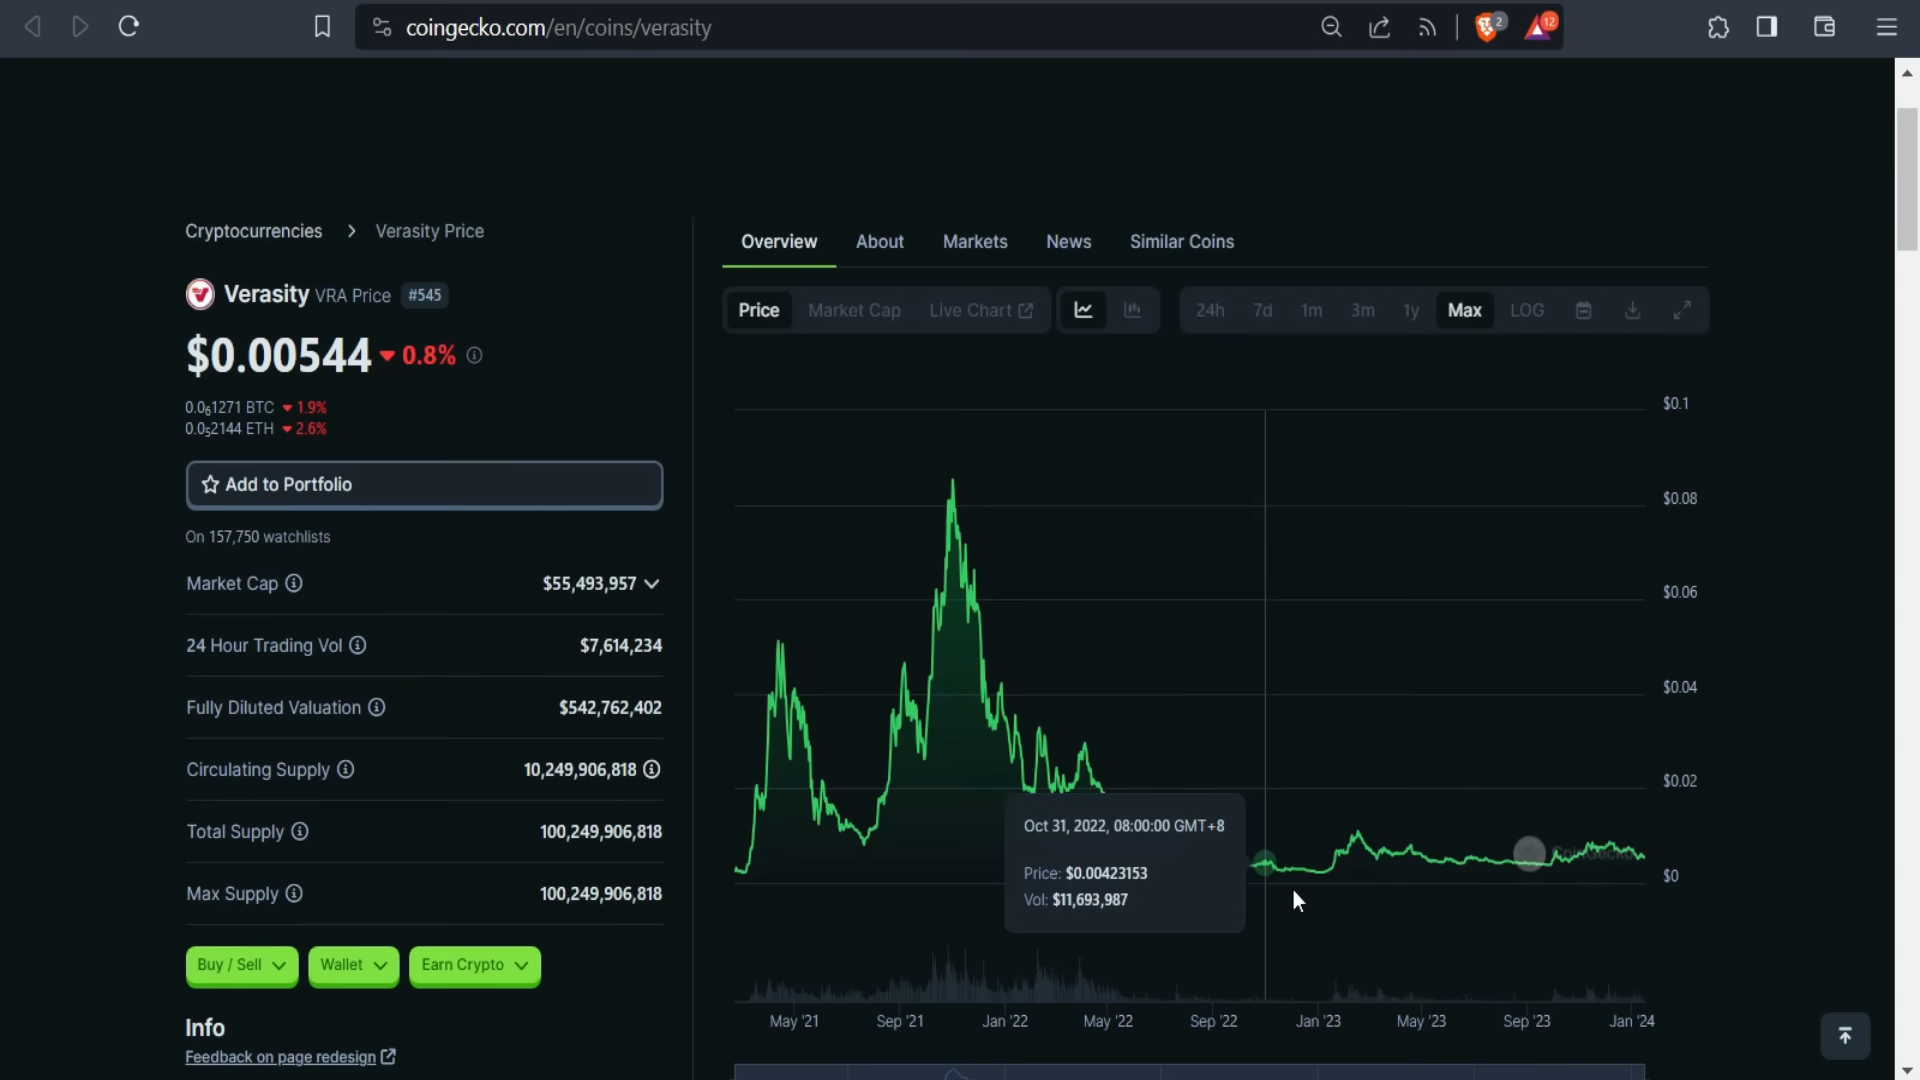 coingecko.com/en/coins/verasity
2
12
Cryptocurrencies > Verasity Price
Verasity VRA Price #545
$0.00544 0.8%
0.0₆1271 BTC 1.9%
0.0₅2144 ETH 2.6%
Add to Portfolio
On 157,750 watchlists
Market Cap $55,493,957
24 Hour Trading Vol $7,614,234
Fully Diluted Valuation $542,762,402
Circulating Supply 10,249,906,818
Total Supply 100,249,906,818
Max Supply 100,249,906,818
Buy / Sell Wallet Earn Crypto
Info
Feedback on page redesign
Overview About Markets News Similar Coins
Price Market Cap Live Chart 24h 7d 1m 3m 1y Max LOG
$0.1
$0.08
$0.06
$0.04
$0.02
$0
Oct 31, 2022, 08:00:00 GMT+8
Price: $0.00423153
Vol: $11,693,987
CoinGecko
May '21 Sep '21 Jan '22 May '22 Sep '22 Jan '23 May '23 Sep '23 Jan '24